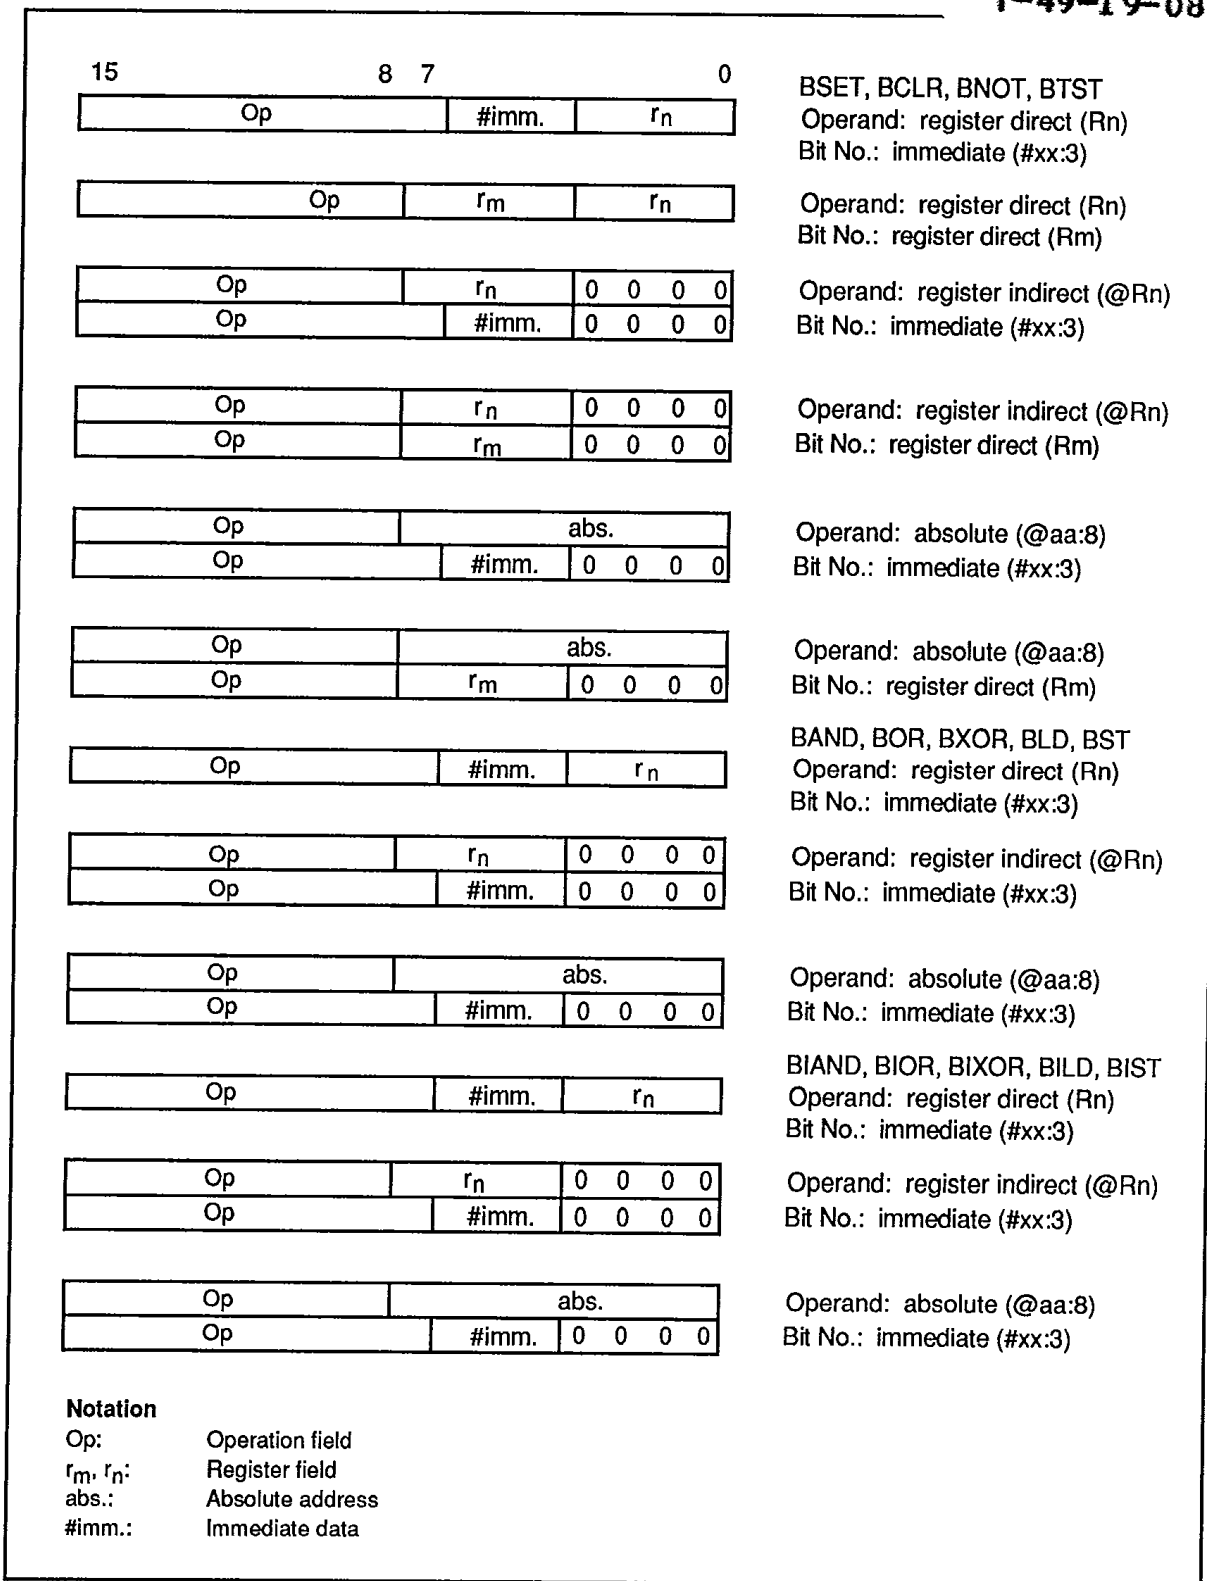 15 8 7 0
Op #imm. rn
BSET, BCLR, BNOT, BTST
Operand: register direct (Rn)
Bit No.: immediate (#xx:3)
Op rm rn
Operand: register direct (Rn)
Bit No.: register direct (Rm)
Op rn 0 0 0 0
Op #imm. 0 0 0 0
Operand: register indirect (@Rn)
Bit No.: immediate (#xx:3)
Op rn 0 0 0 0
Op rm 0 0 0 0
Operand: register indirect (@Rn)
Bit No.: register direct (Rm)
Op abs.
Op #imm. 0 0 0 0
Operand: absolute (@aa:8)
Bit No.: immediate (#xx:3)
Op abs.
Op rm 0 0 0 0
Operand: absolute (@aa:8)
Bit No.: register direct (Rm)
Op #imm. rn
BAND, BOR, BXOR, BLD, BST
Operand: register direct (Rn)
Bit No.: immediate (#xx:3)
Op rn 0 0 0 0
Op #imm. 0 0 0 0
Operand: register indirect (@Rn)
Bit No.: immediate (#xx:3)
Op abs.
Op #imm. 0 0 0 0
Operand: absolute (@aa:8)
Bit No.: immediate (#xx:3)
Op #imm. rn
BIAND, BIOR, BIXOR, BILD, BIST
Operand: register direct (Rn)
Bit No.: immediate (#xx:3)
Op rn 0 0 0 0
Op #imm. 0 0 0 0
Operand: register indirect (@Rn)
Bit No.: immediate (#xx:3)
Op abs.
Op #imm. 0 0 0 0
Operand: absolute (@aa:8)
Bit No.: immediate (#xx:3)
Notation
Op: Operation field
rm, rn: Register field
abs.: Absolute address
#imm.: Immediate data